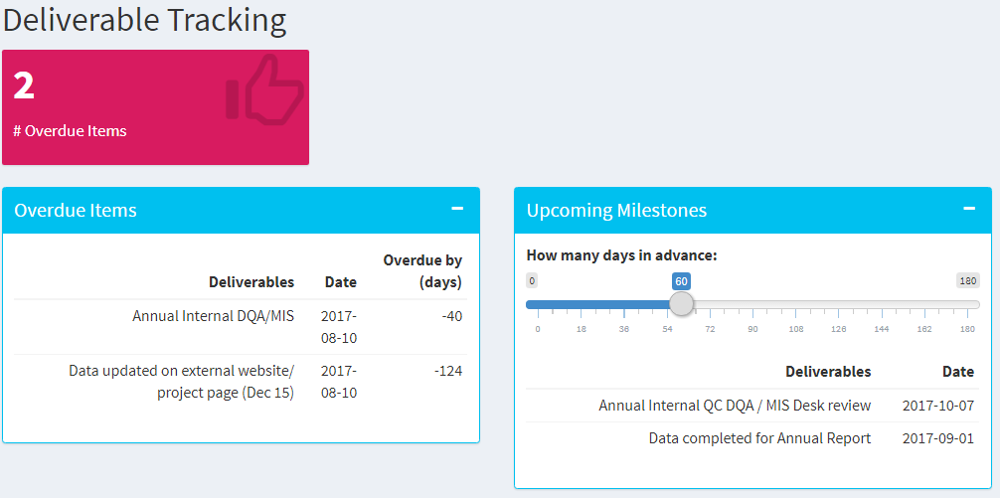 Deliverable Tracking
2
# Overdue Items
Overdue Items
Overdue by
Deliverables Date (days)
Annual Internal DQA/MIS 2017- -40
08-10
Data updated on external website/ 2017- -124
project page (Dec 15) 08-10
Upcoming Milestones
How many days in advance:
0 60 180
0 18 36 54 72 90 108 126 144 162 180
Deliverables Date
Annual Internal QC DQA / MIS Desk review 2017-10-07
Data completed for Annual Report 2017-09-01